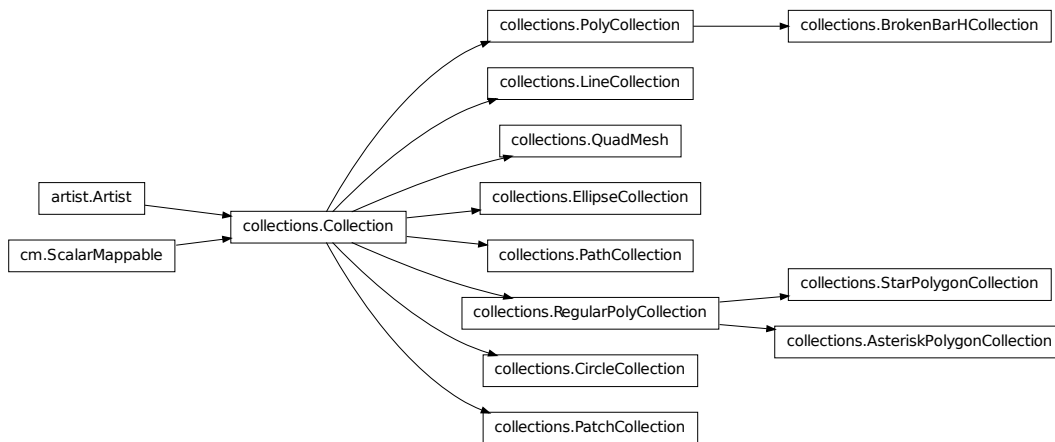 collections.PolyCollection
collections.BrokenBarHCollection
collections.LineCollection
collections.QuadMesh
artist.Artist
collections.EllipseCollection
collections.Collection
cm.ScalarMappable
collections.PathCollection
collections.StarPolygonCollection
collections.RegularPolyCollection
collections.AsteriskPolygonCollection
collections.CircleCollection
collections.PatchCollection